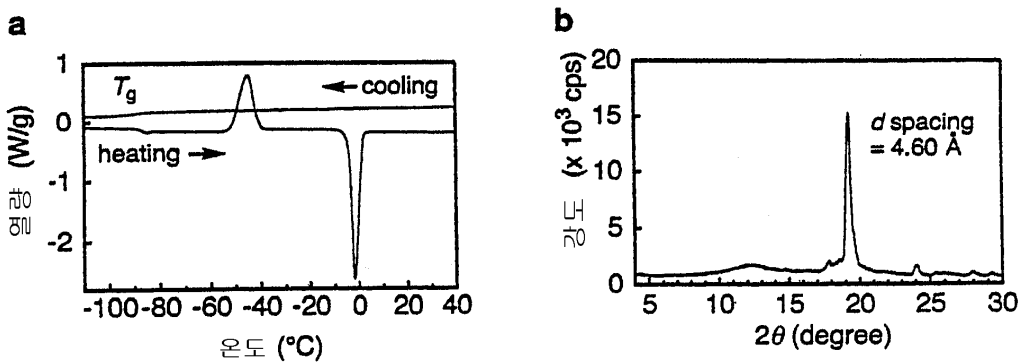 a
1
0
-1
-2
열량 (W/g)
Tg
cooling
heating
-100 -80 -60 -40 -20 0 20 40
온도 (°C)
b
20
15
10
5
0
강도 (x 10³ cps)
d spacing
= 4.60 Å
5 10 15 20 25 30
2θ (degree)